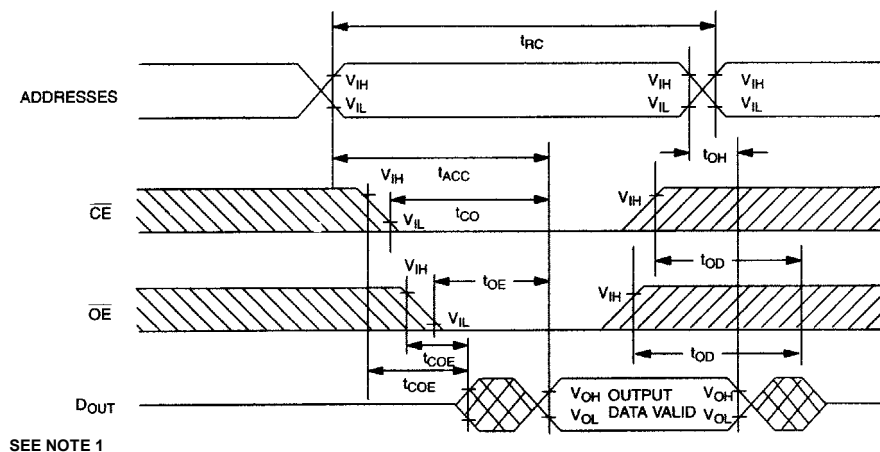 tRC
ADDRESSES
VIH
VIL
VIH
VIL
VIH
VIL
tOH
tACC
VIH
VIH
CE
VIL
tCO
tOD
VIH
tOE
VIH
OE
VIL
tOD
tCOE
tCOE
DOUT
VOH OUTPUT VOH
VOL DATA VALID VOL
SEE NOTE 1